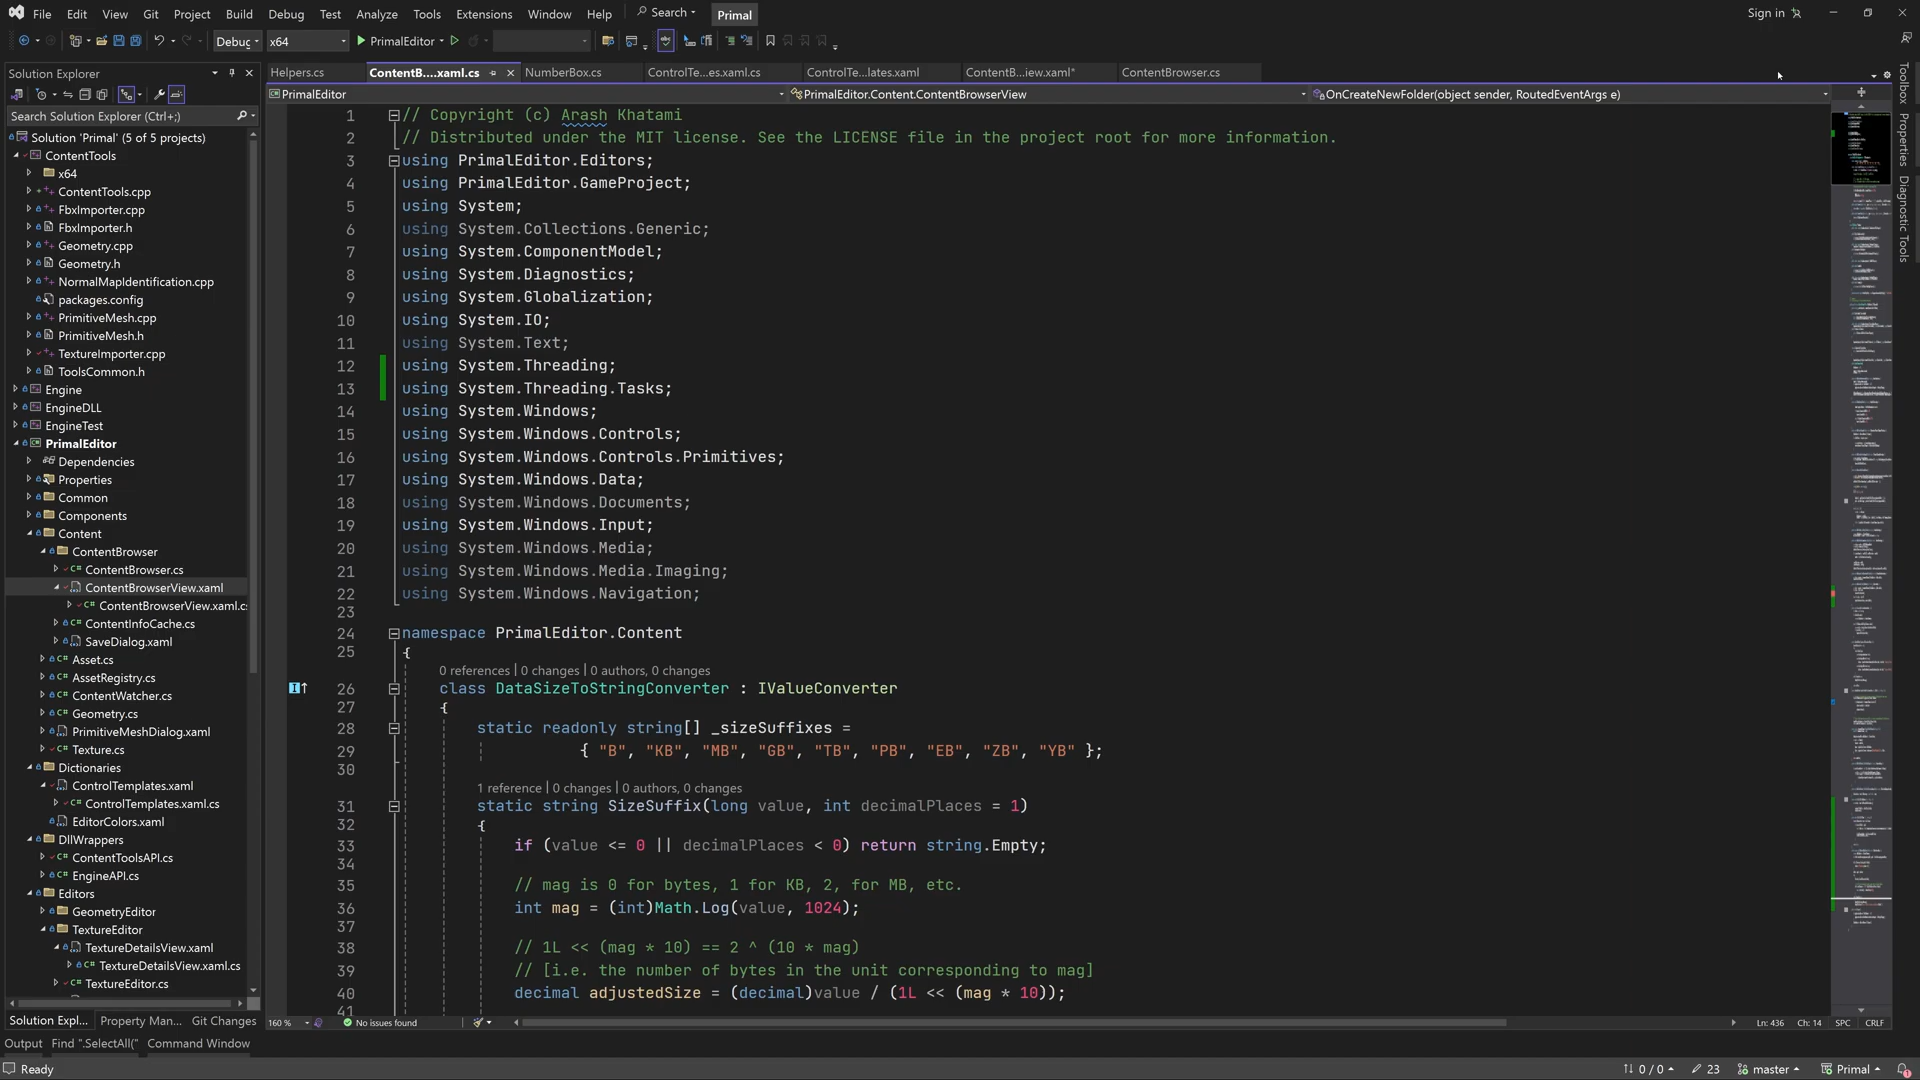 File Edit View Git Project Build Debug Test Analyze Tools Extensions Window Help Search Primal Sign in
Debug x64 PrimalEditor
Solution Explorer
Search Solution Explorer (Ctrl+;)
Solution 'Primal' (5 of 5 projects)
ContentTools
x64
ContentTools.cpp
FbxImporter.cpp
FbxImporter.h
Geometry.cpp
Geometry.h
NormalMapIdentification.cpp
packages.config
PrimitiveMesh.cpp
PrimitiveMesh.h
TextureImporter.cpp
ToolsCommon.h
Engine
EngineDLL
EngineTest
PrimalEditor
Dependencies
Properties
Common
Components
Content
ContentBrowser
ContentBrowser.cs
ContentBrowserView.xaml
ContentBrowserView.xaml.cs
ContentInfoCache.cs
SaveDialog.xaml
Asset.cs
AssetRegistry.cs
ContentWatcher.cs
Geometry.cs
PrimitiveMeshDialog.xaml
Texture.cs
Dictionaries
ControlTemplates.xaml
ControlTemplates.xaml.cs
EditorColors.xaml
DllWrappers
ContentToolsAPI.cs
EngineAPI.cs
Editors
GeometryEditor
TextureEditor
TextureDetailsView.xaml
TextureDetailsView.xaml.cs
TextureEditor.cs
Solution Expl... Property Man... Git Changes
Helpers.cs ContentB....xaml.cs NumberBox.cs ControlTe...es.xaml.cs ControlTe...lates.xaml ContentB...iew.xaml* ContentBrowser.cs
PrimalEditor PrimalEditor.Content.ContentBrowserView OnCreateNewFolder(object sender, RoutedEventArgs e)
1 // Copyright (c) Arash Khatami
2 // Distributed under the MIT license. See the LICENSE file in the project root for more information.
3 using PrimalEditor.Editors;
4 using PrimalEditor.GameProject;
5 using System;
6 using System.Collections.Generic;
7 using System.ComponentModel;
8 using System.Diagnostics;
9 using System.Globalization;
10 using System.IO;
11 using System.Text;
12 using System.Threading;
13 using System.Threading.Tasks;
14 using System.Windows;
15 using System.Windows.Controls;
16 using System.Windows.Controls.Primitives;
17 using System.Windows.Data;
18 using System.Windows.Documents;
19 using System.Windows.Input;
20 using System.Windows.Media;
21 using System.Windows.Media.Imaging;
22 using System.Windows.Navigation;
23
24 namespace PrimalEditor.Content
25 {
0 references | 0 changes | 0 authors, 0 changes
26 class DataSizeToStringConverter : IValueConverter
27 {
28 static readonly string[] _sizeSuffixes =
29 { "B", "KB", "MB", "GB", "TB", "PB", "EB", "ZB", "YB" };
30
1 reference | 0 changes | 0 authors, 0 changes
31 static string SizeSuffix(long value, int decimalPlaces = 1)
32 {
33 if (value <= 0 || decimalPlaces < 0) return string.Empty;
34
35 // mag is 0 for bytes, 1 for KB, 2, for MB, etc.
36 int mag = (int)Math.Log(value, 1024);
37
38 // 1L << (mag * 10) == 2 ^ (10 * mag)
39 // [i.e. the number of bytes in the unit corresponding to mag]
40 decimal adjustedSize = (decimal)value / (1L << (mag * 10));
41
160 % No issues found Ln: 436 Ch: 14 SPC CRLF
Toolbox
Properties
Diagnostic Tools
Output Find ".SelectAll(" Command Window
Ready 0 / 0 23 master Primal